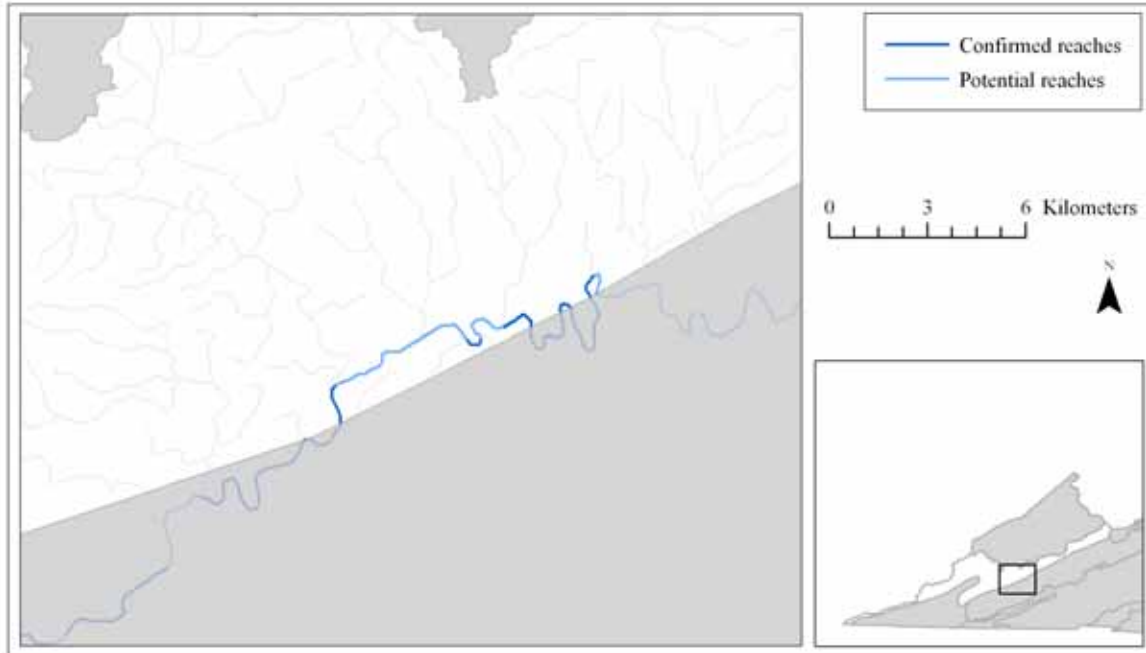 Confirmed reaches
Potential reaches
0 3 6 Kilometers
N